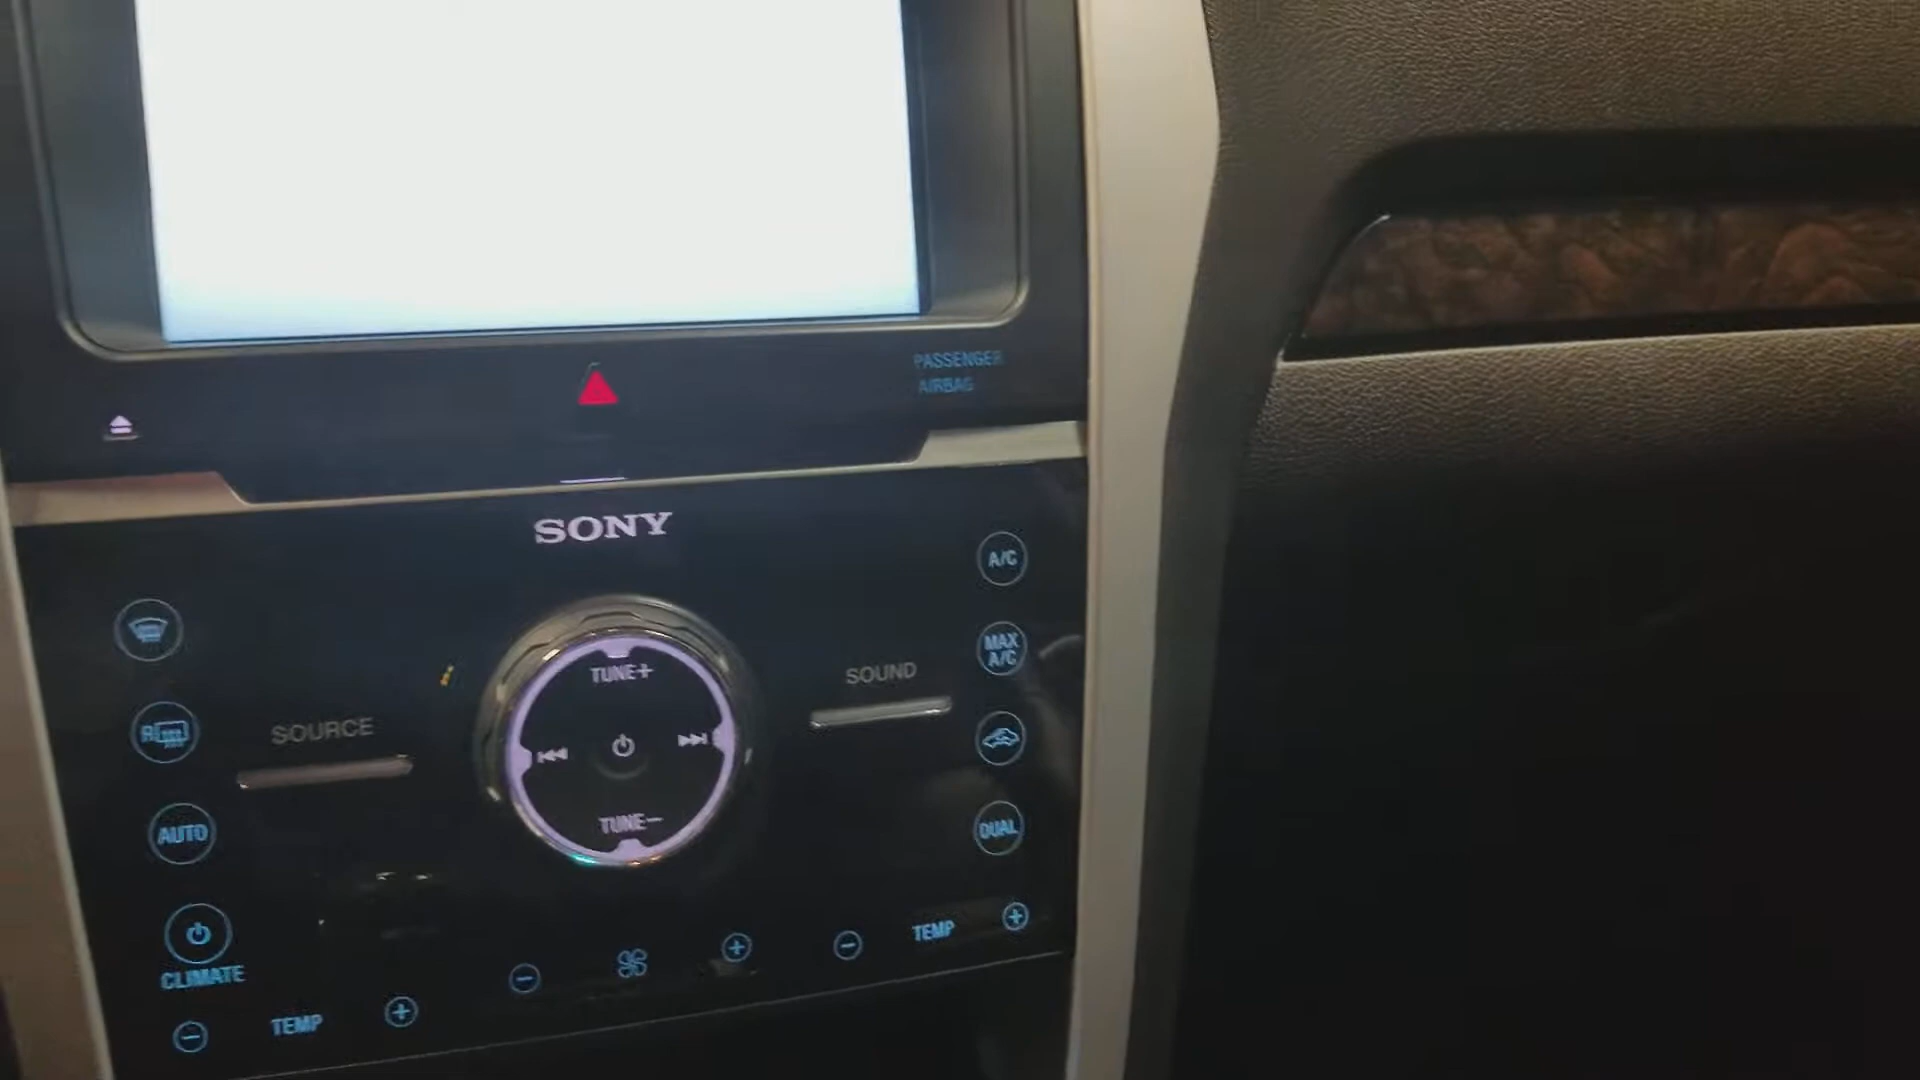 PASSENGER
AIRBAG
SONY
A/C
MAX
A/C
TUNE+
SOUND
R
SOURCE
TUNE-
AUTO
DUAL
CLIMATE
TEMP
TEMP